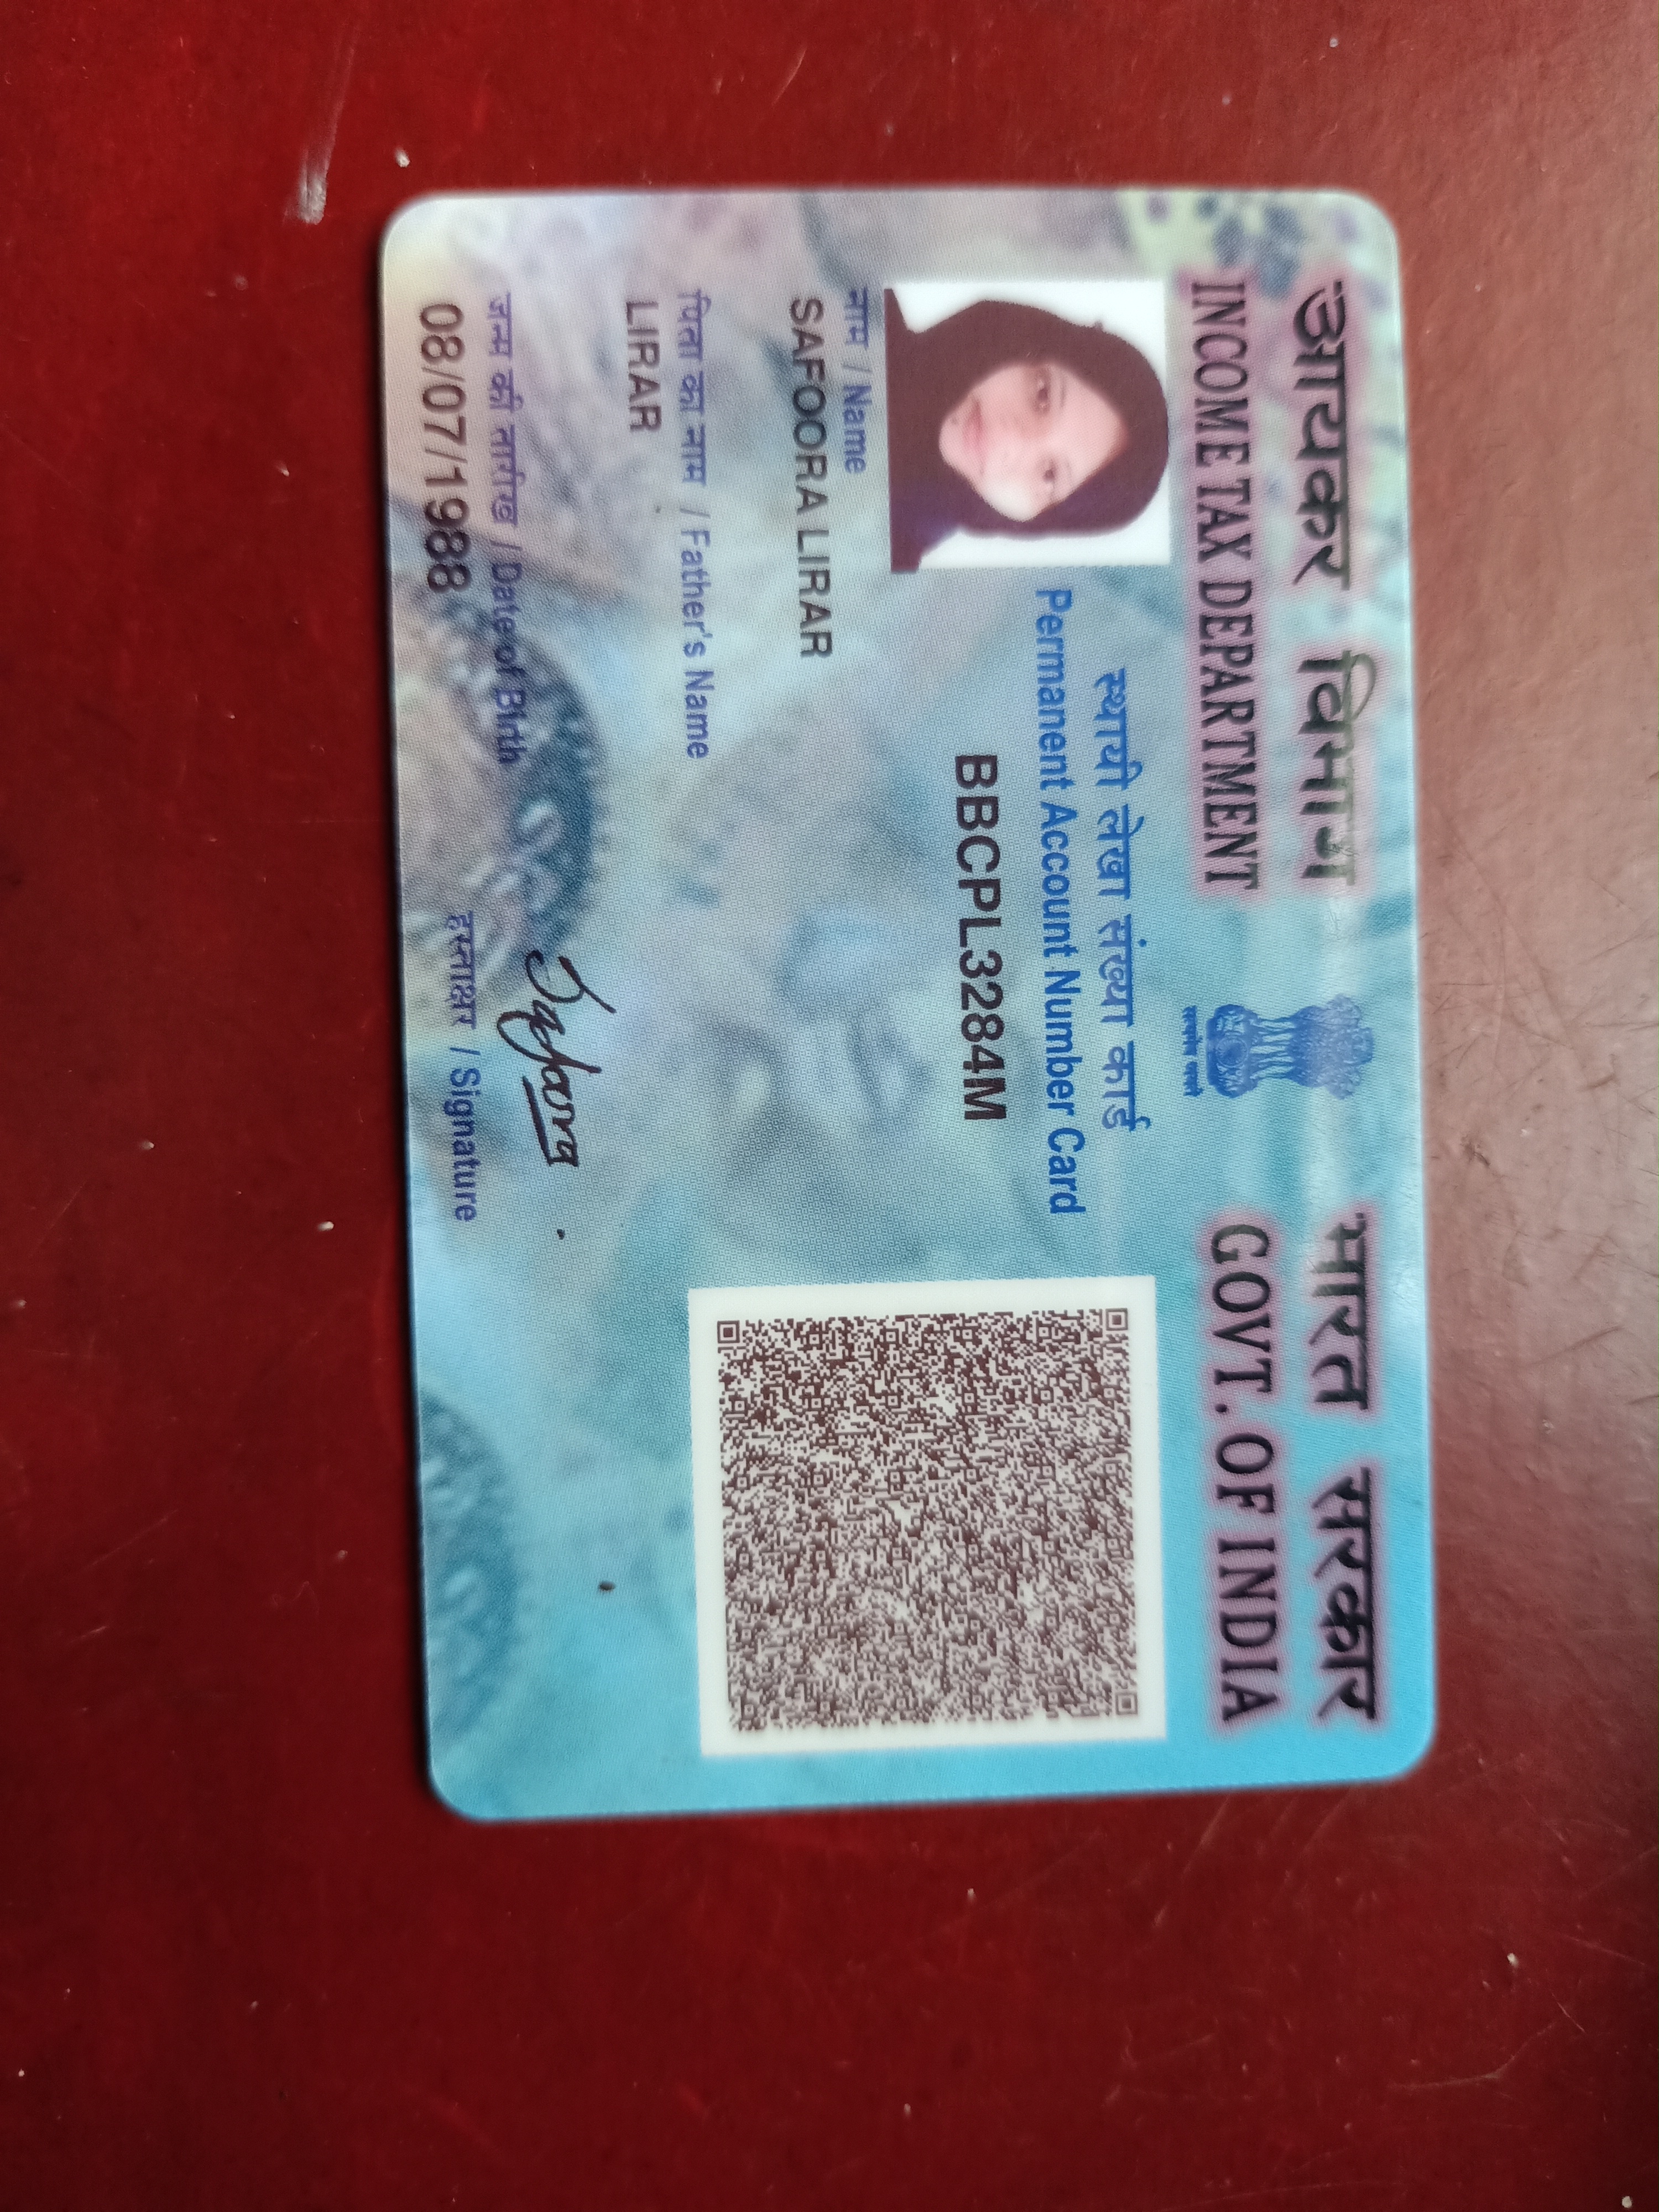 आयकर विभाग
INCOME TAX DEPARTMENT
सत्यमेव जयते
भारत सरकार
GOVT. OF INDIA
स्थायी लेखा संख्या कार्ड
Permanent Account Number Card
BBCPL3284M
नाम / Name
SAFOORA LIRAR
पिता का नाम / Father's Name
LIRAR
जन्म की तारीख / Date of Birth
08/07/1988
Safoora
हस्ताक्षर / Signature